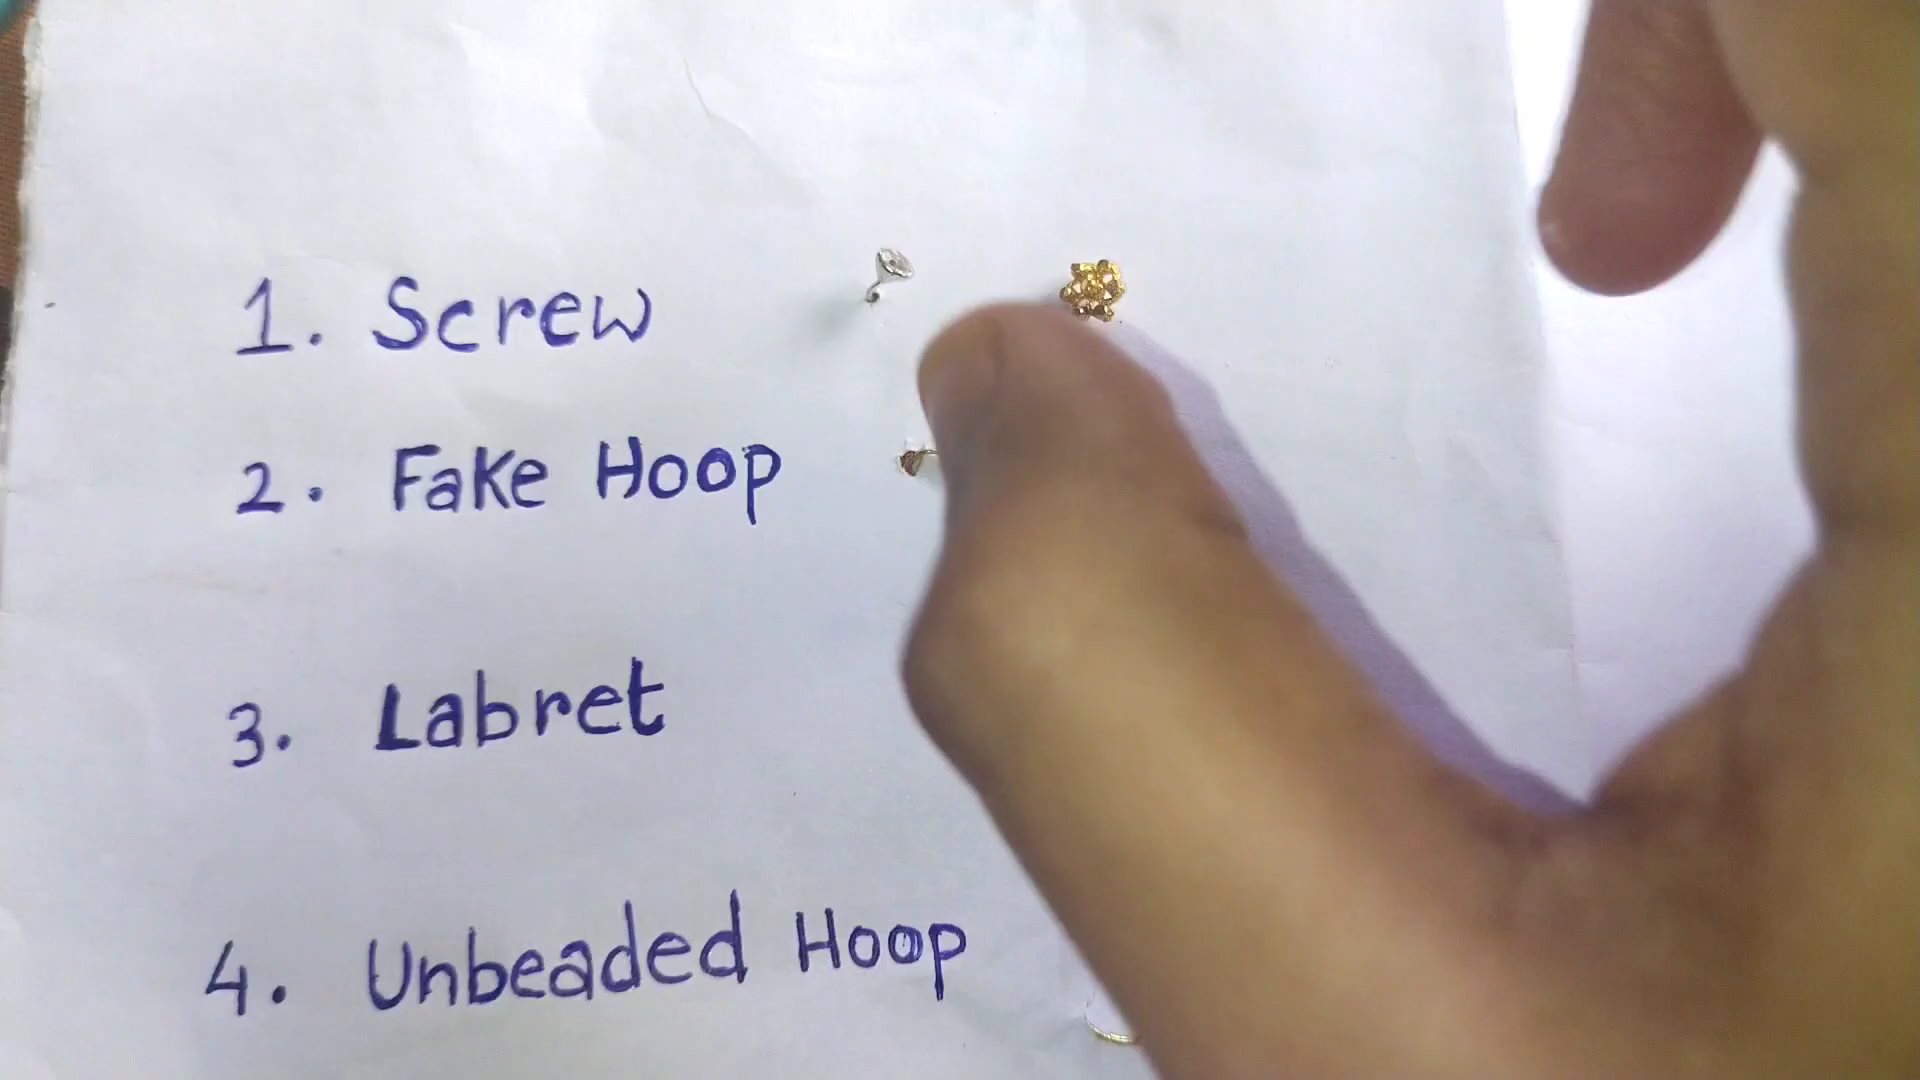 1. Screw
2. Fake Hoop
3. Labret
4. Unbeaded Hoop